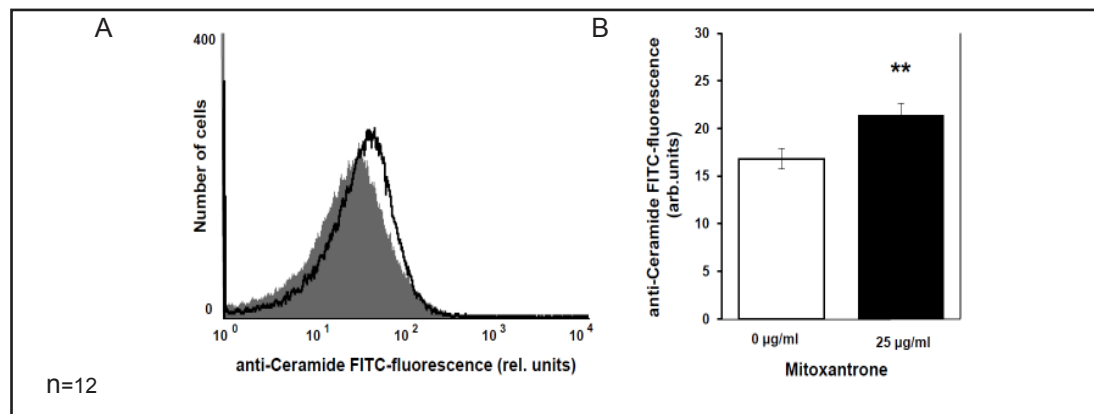 A
400
Number of cells
0
10^0 10^1 10^2 10^3 10^4
anti-Ceramide FITC-fluorescence (rel. units)
n=12
B
anti-Ceramide FITC-fluorescence
(arb.units)
30
25
20
15
10
5
0
**
0 µg/ml 25 µg/ml
Mitoxantrone